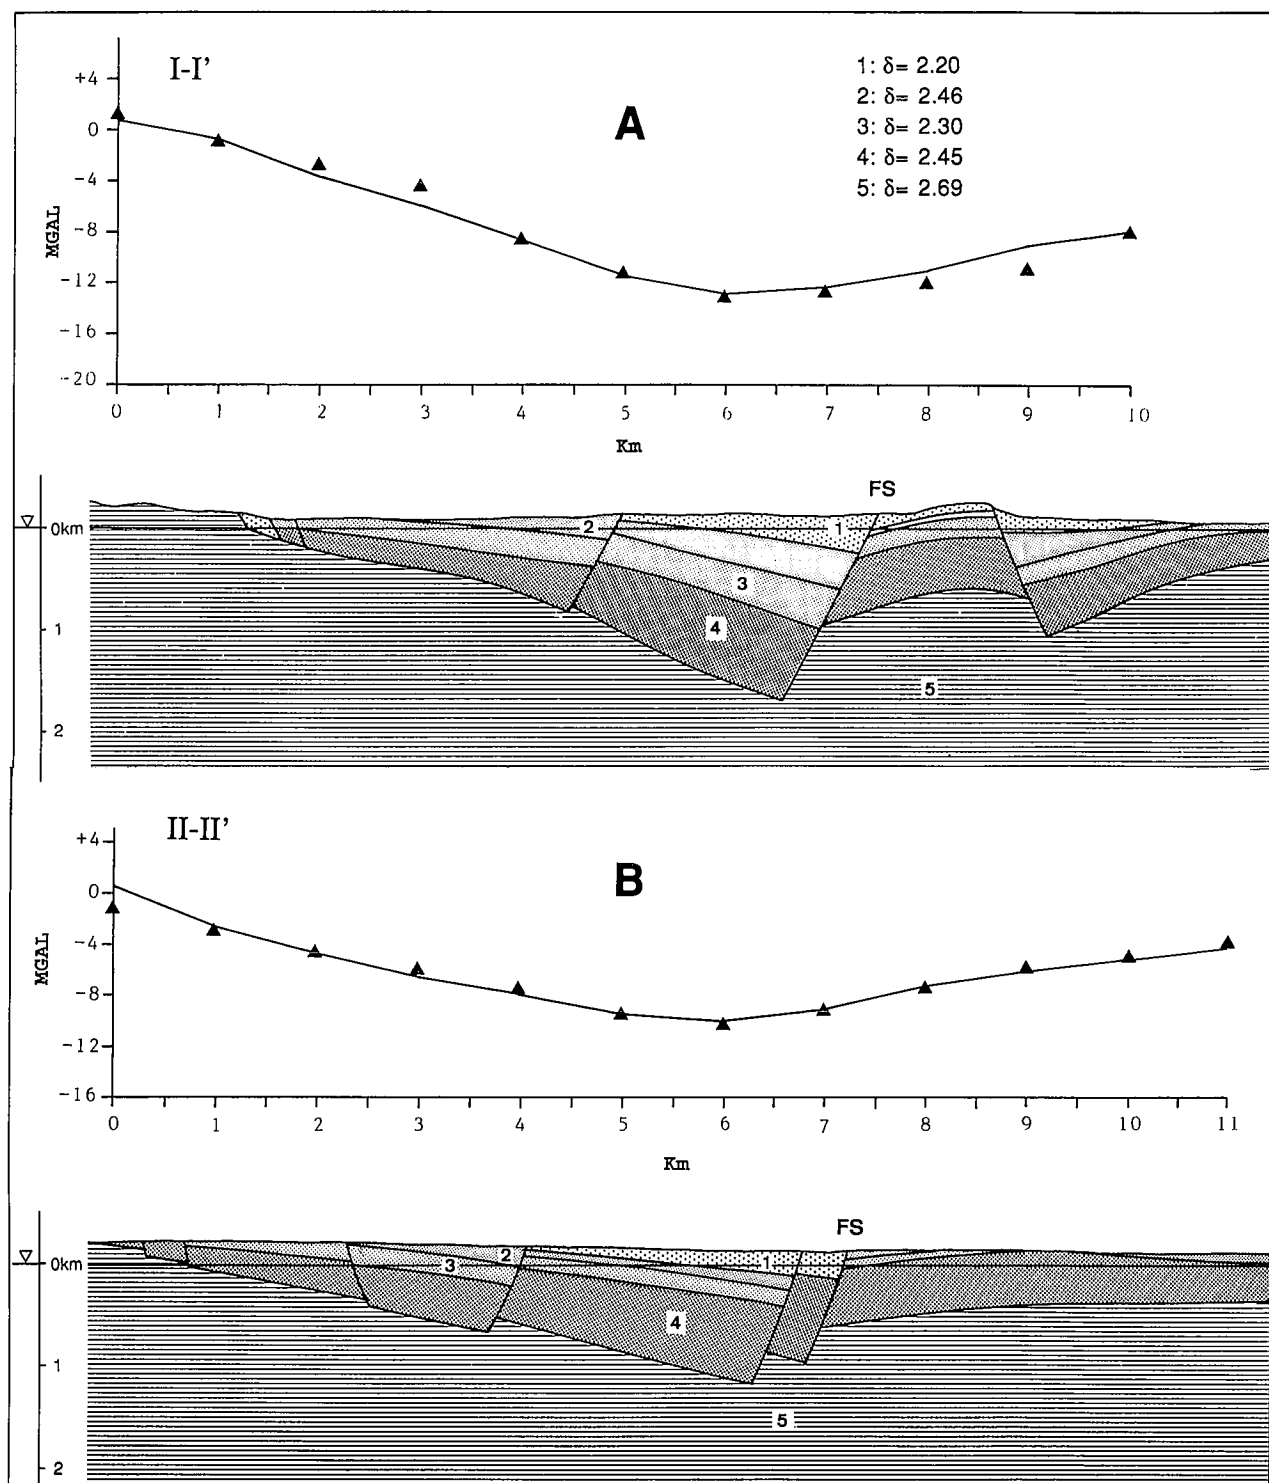 I-I'
A
1: δ= 2.20
2: δ= 2.46
3: δ= 2.30
4: δ= 2.45
5: δ= 2.69
+4
0
-4
-8
-12
-16
-20
MGAL
0 1 2 3 4 5 6 7 8 9 10
Km
FS
0km
1
2
2
1
3
4
5
II-II'
B
+4
0
-4
-8
-12
-16
MGAL
0 1 2 3 4 5 6 7 8 9 10 11
Km
FS
0km
1
2
3
2
1
4
5